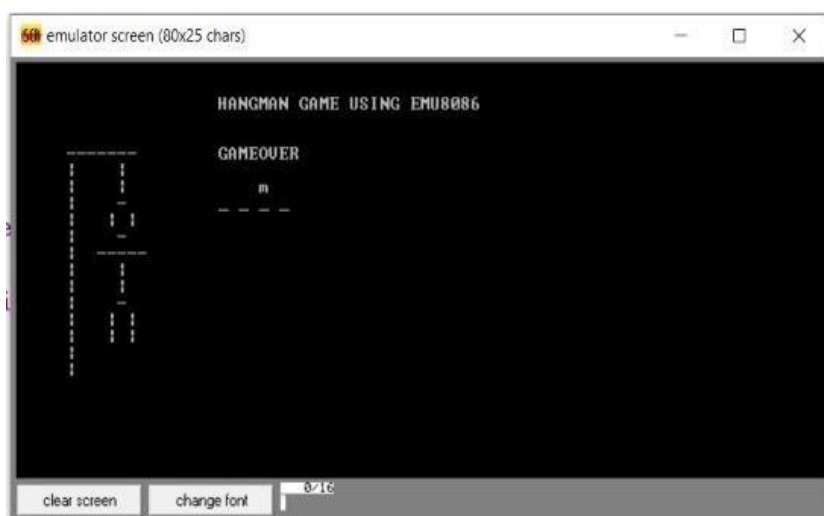 emulator screen (80x25 chars)
HANGMAN GAME USING EMU8086
GAMEOVER
m
_ _ _ _
clear screen
change font
0/16